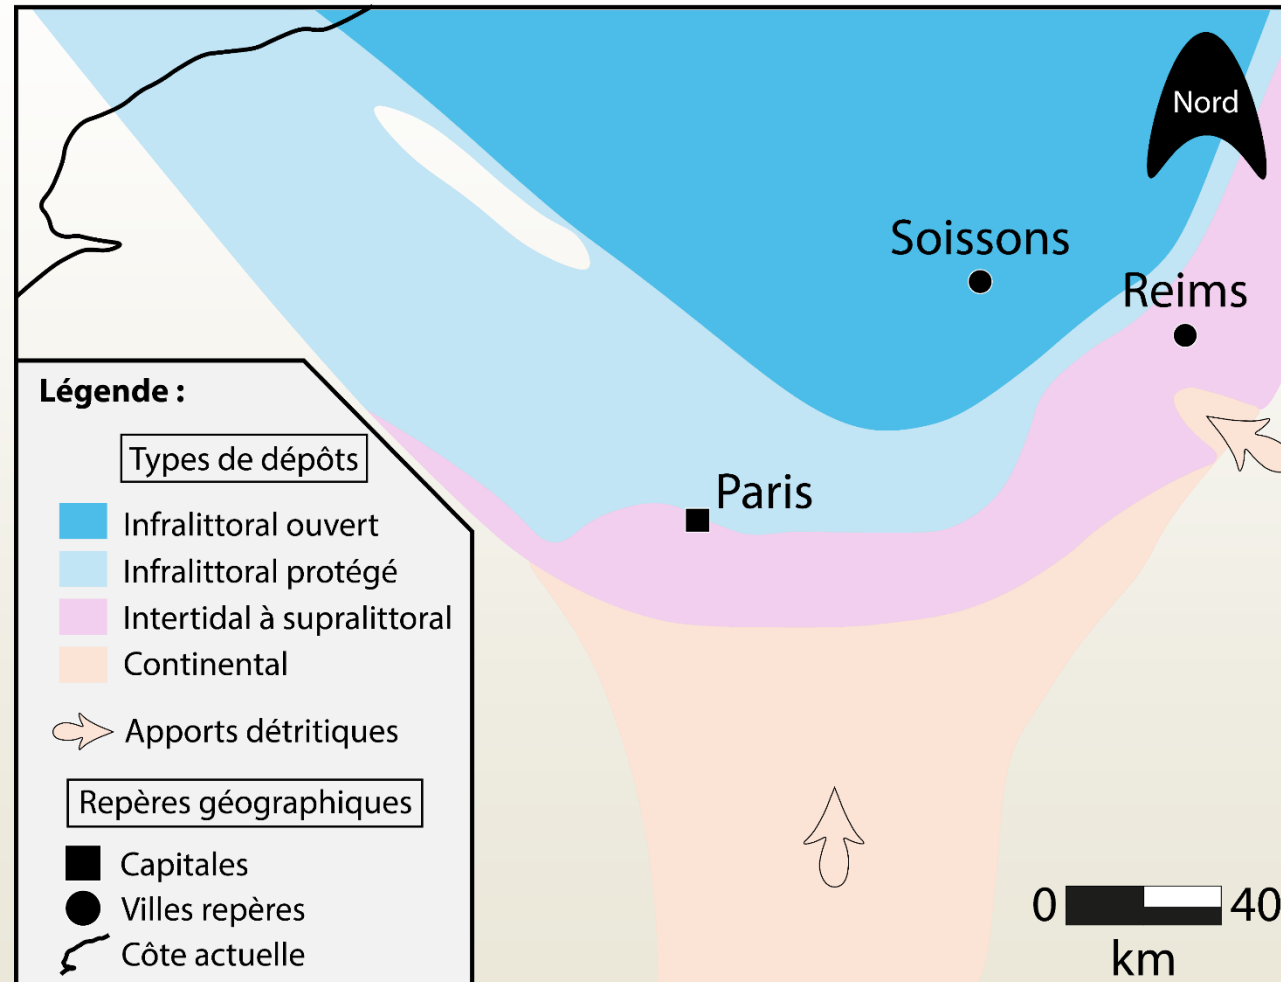 Nord
Soissons
Reims
Paris
Légende :
Types de dépôts
Infralittoral ouvert
Infralittoral protégé
Intertidal à supralittoral
Continental
Apports détritiques
Repères géographiques
Capitales
Villes repères
Côte actuelle
0 40
km